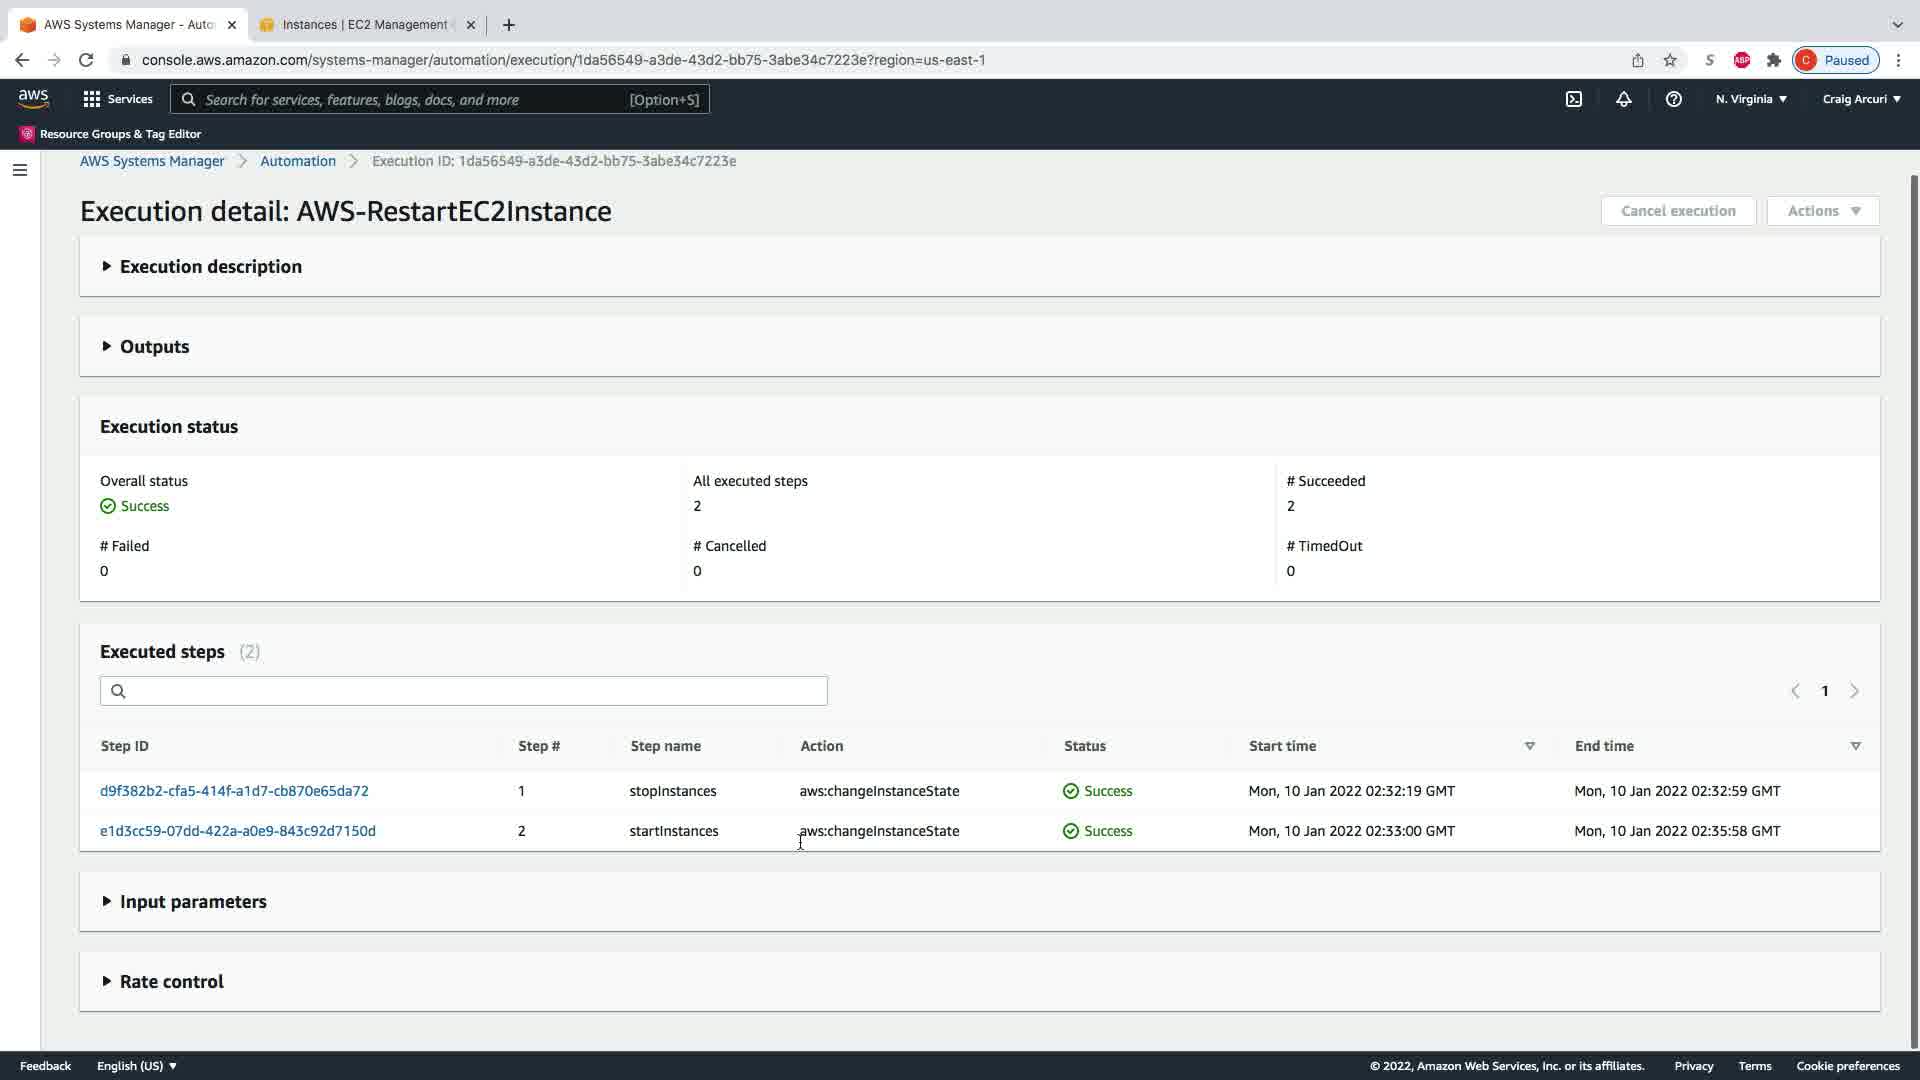 AWS Systems Manager - Auto
Instances | EC2 Management
console.aws.amazon.com/systems-manager/automation/execution/1da56549-a3de-43d2-bb75-3abe34c7223e?region=us-east-1
S
ABP
C Paused
aws
Services
Search for services, features, blogs, docs, and more
[Option+S]
N. Virginia
Craig Arcuri
Resource Groups & Tag Editor
AWS Systems Manager
Automation
Execution ID: 1da56549-a3de-43d2-bb75-3abe34c7223e
Execution detail: AWS-RestartEC2Instance
Cancel execution
Actions
Execution description
Outputs
Execution status
Overall status
Success
All executed steps
2
# Succeeded
2
# Failed
0
# Cancelled
0
# TimedOut
0
Executed steps (2)
1
Step ID Step # Step name Action Status Start time End time
d9f382b2-cfa5-414f-a1d7-cb870e65da72 1 stopInstances aws:changeInstanceState Success Mon, 10 Jan 2022 02:32:19 GMT Mon, 10 Jan 2022 02:32:59 GMT
e1d3cc59-07dd-422a-a0e9-843c92d7150d 2 startInstances aws:changeInstanceState Success Mon, 10 Jan 2022 02:33:00 GMT Mon, 10 Jan 2022 02:35:58 GMT
Input parameters
Rate control
Feedback
English (US)
© 2022, Amazon Web Services, Inc. or its affiliates.
Privacy
Terms
Cookie preferences